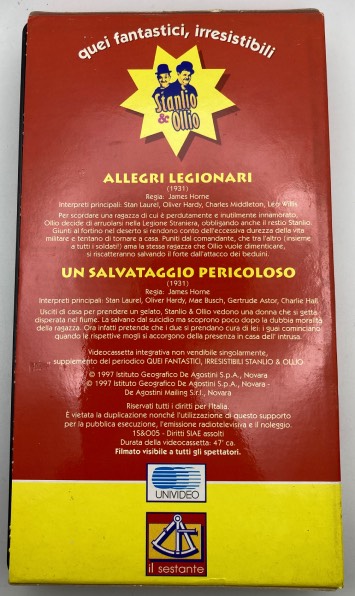 quei fantastici, irresistibili
Stanlio
& Ollio
ALLEGRI LEGIONARI
(1931)
Regia: James Horne
Interpreti principali: Stan Laurel, Oliver Hardy, Charles Middleton, Leo Willis
Per scordare una ragazza di cui è perdutamente e inutilmente innamorato,
Ollio decide di arruolarsi nella Legione Straniera, obbligando anche il restio Stanlio.
Giunti al fortino nel deserto si rendono conto dell'eccessiva durezza della vita
militare e tentano di tornare a casa. Puniti dal comandante, che tra l'altro (insieme
a tutti i soldati!) ama la stessa ragazza che Ollio vuole dimenticare,
si riscatteranno salvando il forte dall'attacco dei beduini.
UN SALVATAGGIO PERICOLOSO
(1931)
Regia: James Horne
Interpreti principali: Stan Laurel, Oliver Hardy, Mae Busch, Gertrude Astor, Charlie Hall
Usciti di casa per prendere un gelato, Stanlio & Ollio vedono una donna che si getta
disperata nel fiume. La salvano dal suicidio ma scoprono poco dopo la dubbia moralità
della ragazza. Ora infatti pretende che i due si prendano cura di lei: i guai cominciano
quando le rispettive mogli si accorgono della presenza in casa dell'intrusa.
Videocassetta integrativa non vendibile singolarmente,
supplemento del periodico QUEI FANTASTICI, IRRESISTIBILI STANLIO & OLLIO
© 1997 Istituto Geografico De Agostini S.p.A., Novara -
© 1997 Istituto Geografico De Agostini S.p.A., Novara -
De Agostini Mailing S.r.l., Novara
Riservati tutti i diritti per l'Italia.
È vietata la duplicazione nonché l'utilizzazione di questo supporto
per la pubblica esecuzione, l'emissione radiotelevisiva e il noleggio.
1S&O05 - Diritti SIAE assolti
Durata della videocassetta: 47' ca.
Filmato visibile a tutti gli spettatori.
UNIVIDEO
il sestante